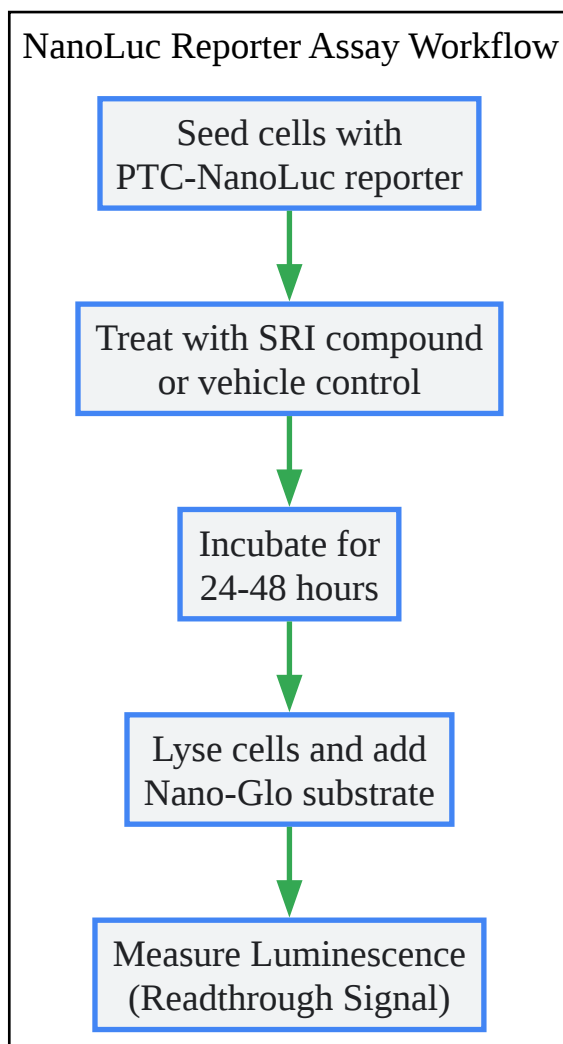 NanoLuc Reporter Assay Workflow
Seed cells with
PTC-NanoLuc reporter
Treat with SRI compound
or vehicle control
Incubate for
24-48 hours
Lyse cells and add
Nano-Glo substrate
Measure Luminescence
(Readthrough Signal)